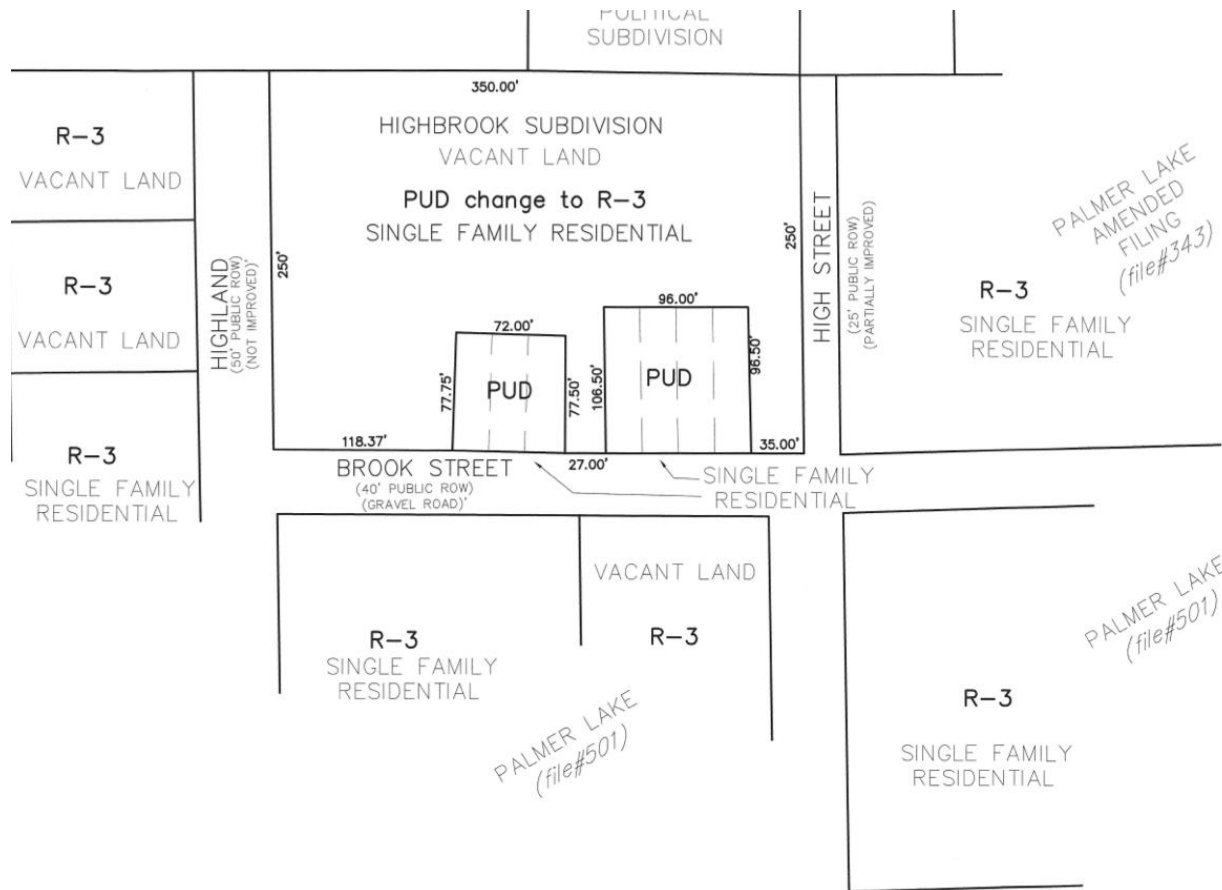 POLITICAL
SUBDIVISION
350.00'
HIGHBROOK SUBDIVISION
VACANT LAND
PUD change to R-3
SINGLE FAMILY RESIDENTIAL
R-3
VACANT LAND
R-3
VACANT LAND
R-3
SINGLE FAMILY
RESIDENTIAL
HIGHLAND
(50' PUBLIC ROW)
(NOT IMPROVED)'
250'
250'
HIGH STREET
(25' PUBLIC ROW)
(PARTIALLY IMPROVED)
PALMER LAKE
AMENDED
FILING
(file#343)
R-3
SINGLE FAMILY
RESIDENTIAL
72.00'
77.75'
PUD
77.50'
96.00'
106.50'
PUD
96.50'
118.37'
27.00'
35.00'
BROOK STREET
(40' PUBLIC ROW)
(GRAVEL ROAD)'
SINGLE FAMILY
RESIDENTIAL
R-3
SINGLE FAMILY
RESIDENTIAL
VACANT LAND
R-3
PALMER LAKE
(file#501)
PALMER LAKE
(file#501)
R-3
SINGLE FAMILY
RESIDENTIAL